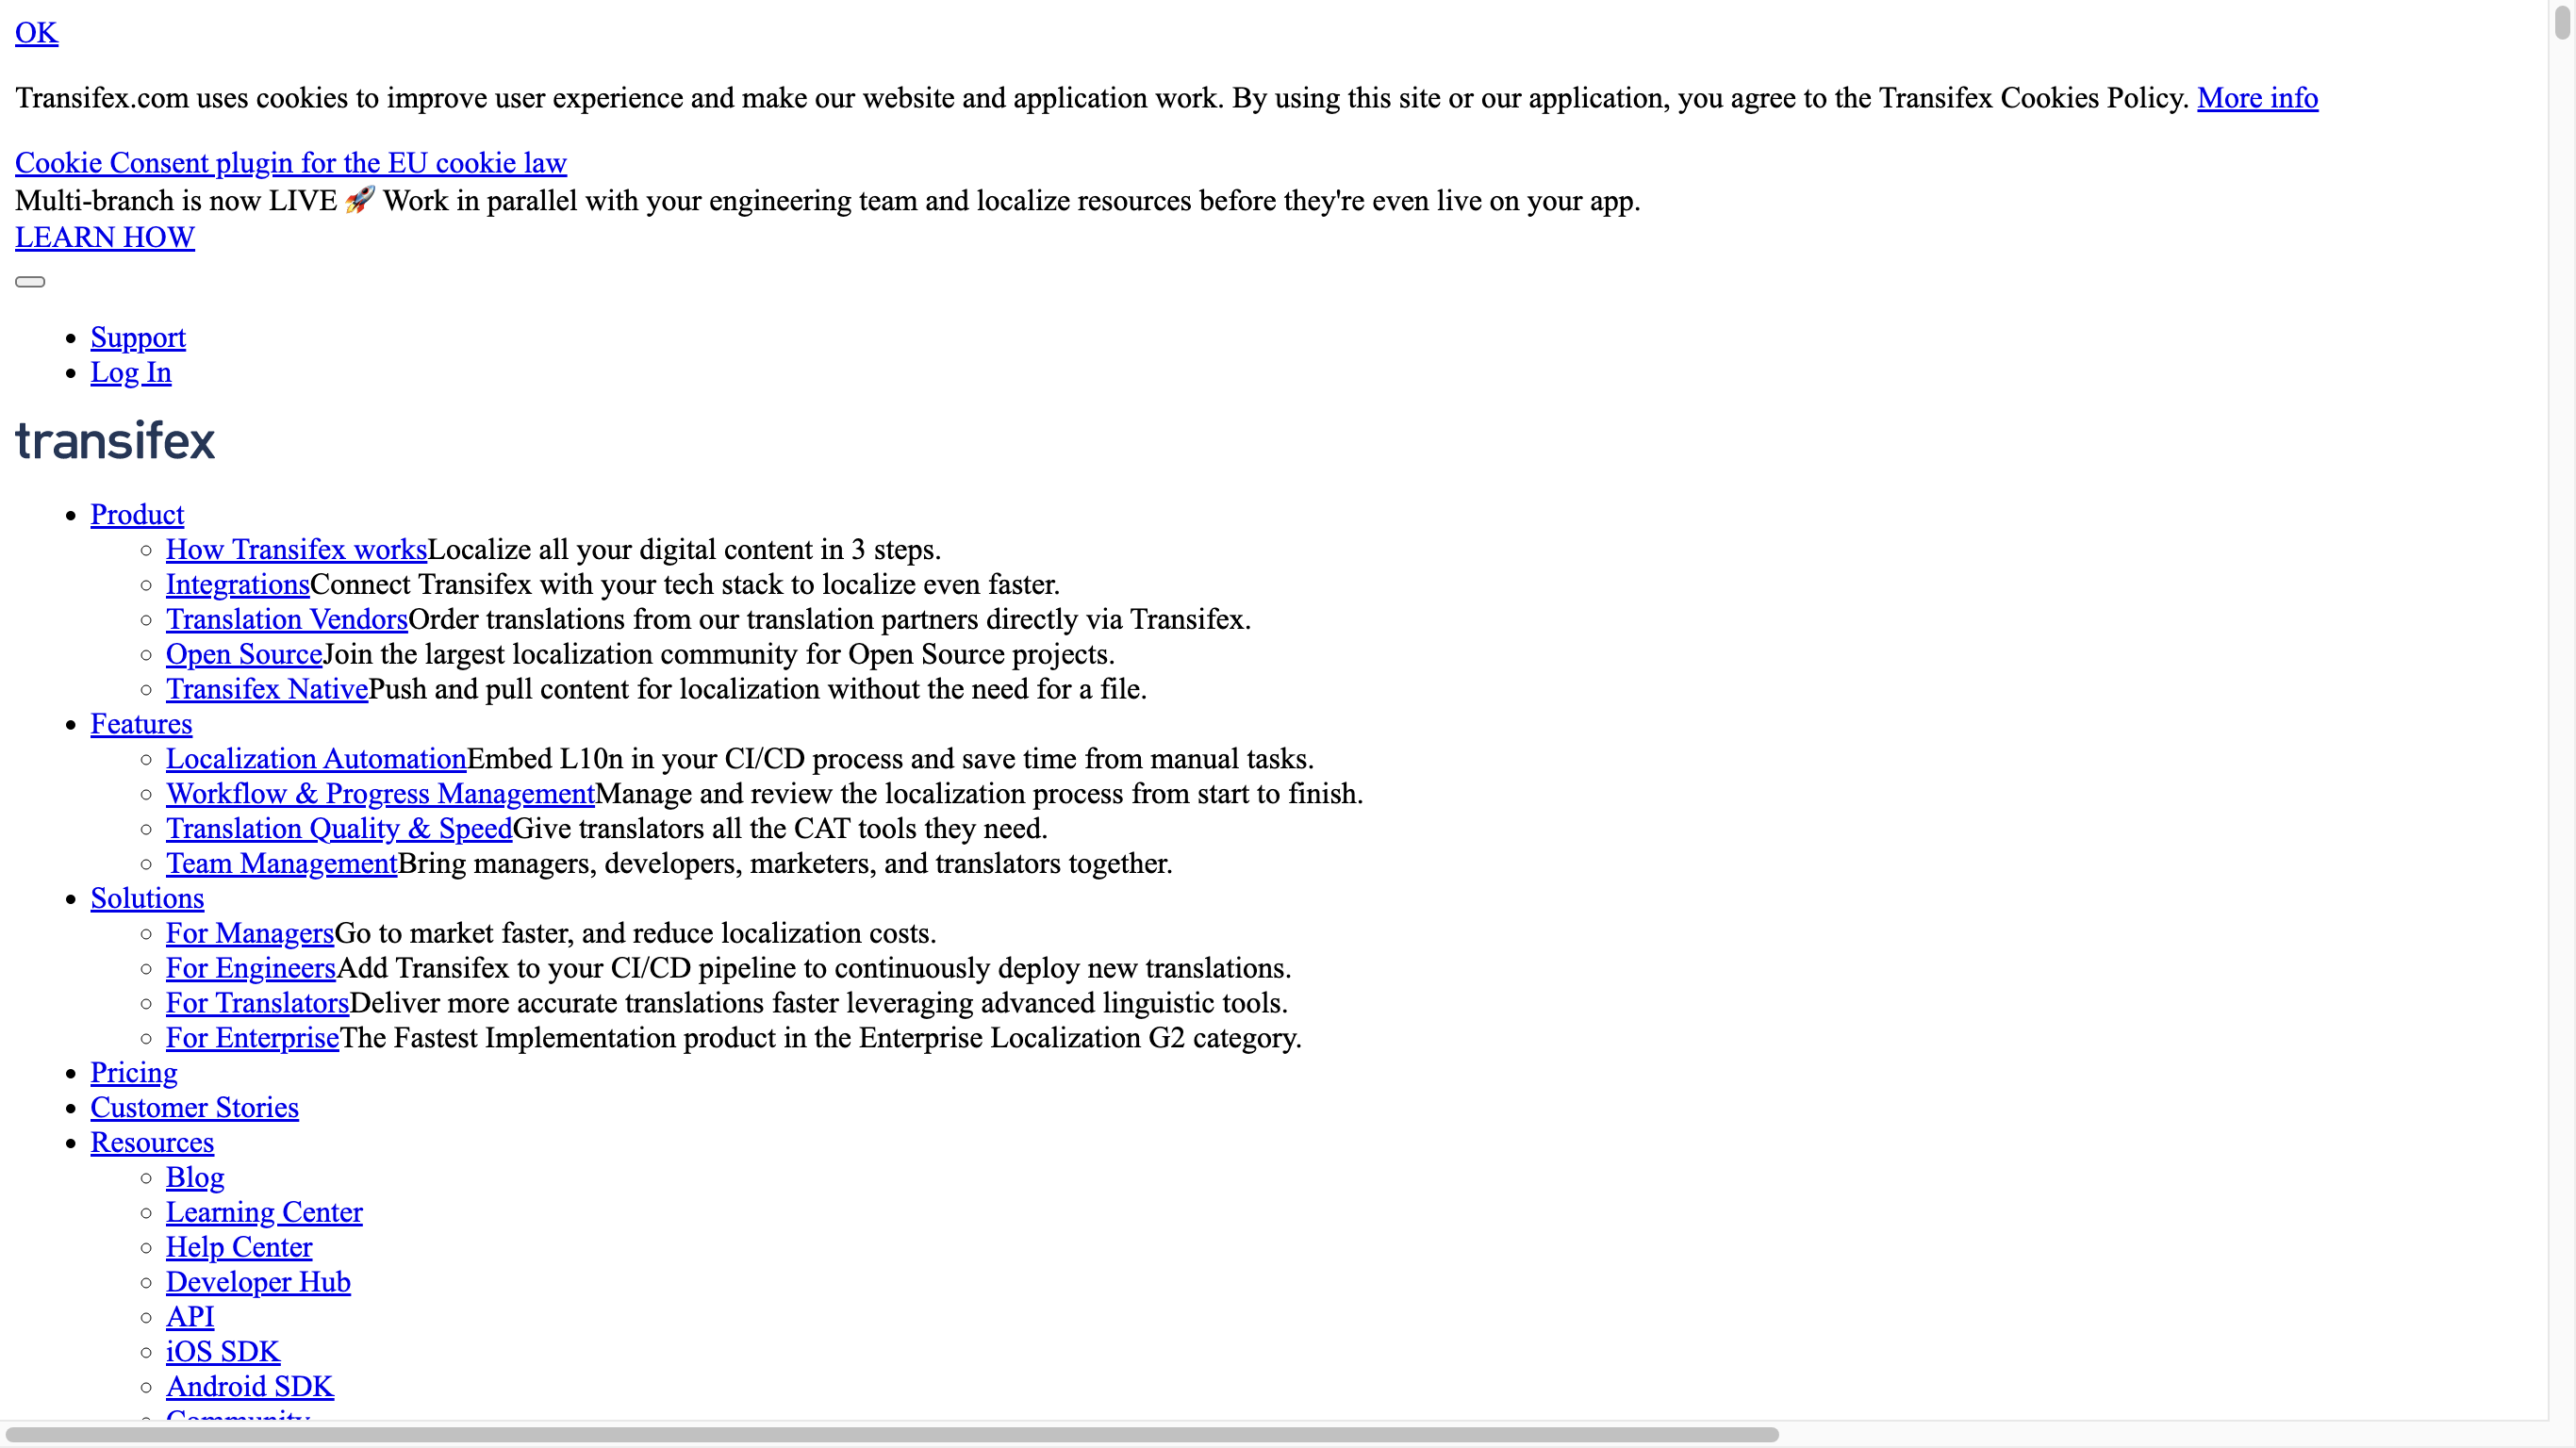 OK
Transifex.com uses cookies to improve user experience and make our website and application work. By using this site or our application, you agree to the Transifex Cookies Policy. More info
Cookie Consent plugin for the EU cookie law
Multi-branch is now LIVE 🚀 Work in parallel with your engineering team and localize resources before they're even live on your app.
LEARN HOW
Support
Log In
transifex
Product
How Transifex worksLocalize all your digital content in 3 steps.
IntegrationsConnect Transifex with your tech stack to localize even faster.
Translation VendorsOrder translations from our translation partners directly via Transifex.
Open SourceJoin the largest localization community for Open Source projects.
Transifex NativePush and pull content for localization without the need for a file.
Features
Localization AutomationEmbed L10n in your CI/CD process and save time from manual tasks.
Workflow & Progress ManagementManage and review the localization process from start to finish.
Translation Quality & SpeedGive translators all the CAT tools they need.
Team ManagementBring managers, developers, marketers, and translators together.
Solutions
For ManagersGo to market faster, and reduce localization costs.
For EngineersAdd Transifex to your CI/CD pipeline to continuously deploy new translations.
For TranslatorsDeliver more accurate translations faster leveraging advanced linguistic tools.
For EnterpriseThe Fastest Implementation product in the Enterprise Localization G2 category.
Pricing
Customer Stories
Resources
Blog
Learning Center
Help Center
Developer Hub
API
iOS SDK
Android SDK
Community